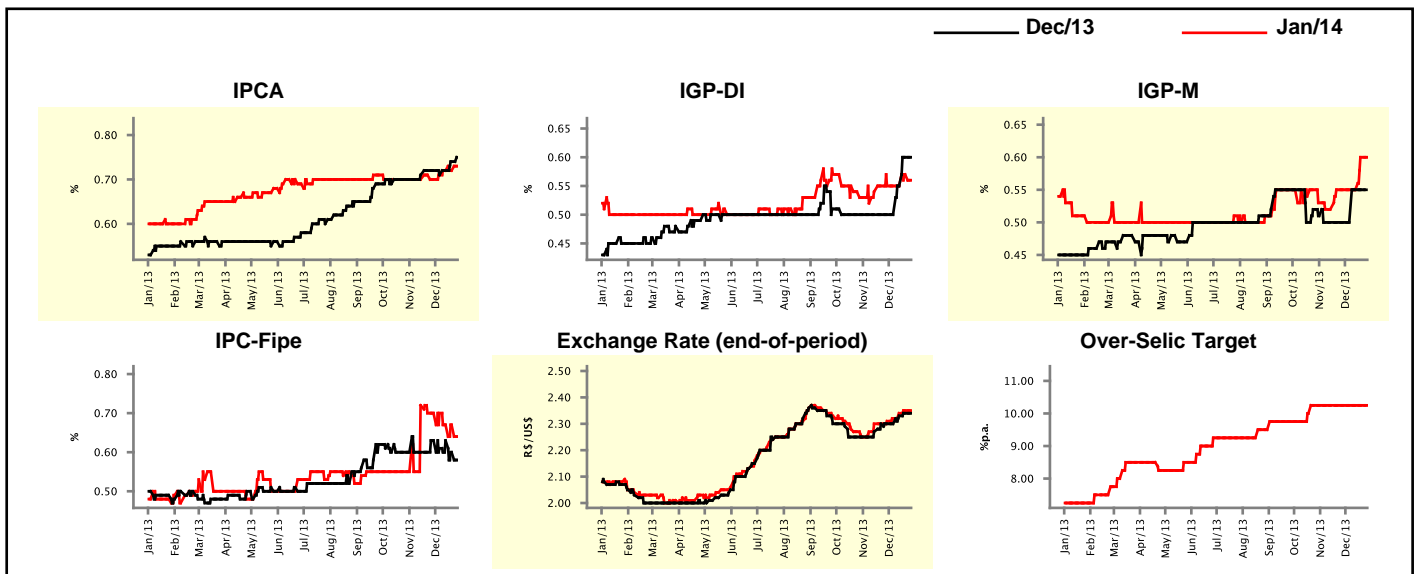 Dec/13 Jan/14
IPCA IGP-DI IGP-M
0.80
0.70
0.60
%
Jan/13 Feb/13 Mar/13 Apr/13 May/13 Jun/13 Jul/13 Aug/13 Sep/13 Oct/13 Nov/13 Dec/13
0.65
0.60
0.55
0.50
0.45
%
Jan/13 Feb/13 Mar/13 Apr/13 May/13 Jun/13 Jul/13 Aug/13 Sep/13 Oct/13 Nov/13 Dec/13
0.65
0.60
0.55
0.50
0.45
%
Jan/13 Feb/13 Mar/13 Apr/13 May/13 Jun/13 Jul/13 Aug/13 Sep/13 Oct/13 Nov/13 Dec/13
IPC-Fipe Exchange Rate (end-of-period) Over-Selic Target
0.80
0.70
0.60
0.50
%
Jan/13 Feb/13 Mar/13 Apr/13 May/13 Jun/13 Jul/13 Aug/13 Sep/13 Oct/13 Nov/13 Dec/13
2.50
2.40
2.30
2.20
2.10
2.00
R$/US$
Jan/13 Feb/13 Mar/13 Apr/13 May/13 Jun/13 Jul/13 Aug/13 Sep/13 Oct/13 Nov/13 Dec/13
11.00
10.00
9.00
8.00
%p.a.
Jan/13 Feb/13 Mar/13 Apr/13 May/13 Jun/13 Jul/13 Aug/13 Sep/13 Oct/13 Nov/13 Dec/13